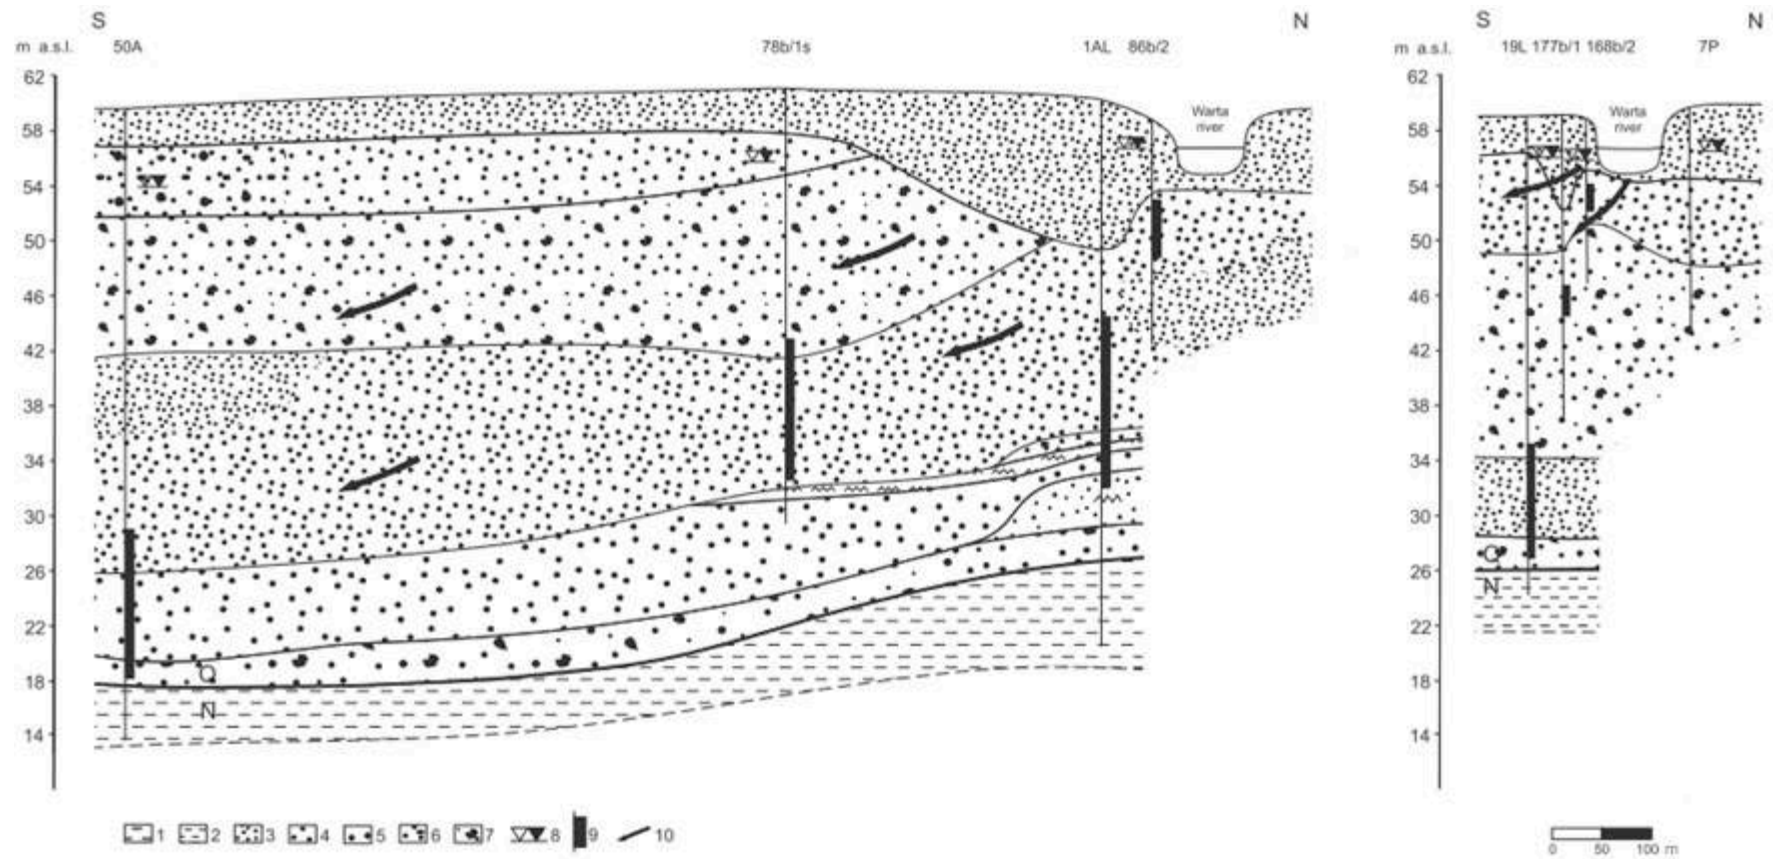 S N S N
m a.s.l. 50A 78b/1s 1AL 86b/2 m a.s.l. 19L 177b/1 168b/2 7P
62 62
Warta
river
Warta
river
58 58
54 54
50 50
46 46
42 42
38 38
34 34
30 30
Q
26 26
N
22 22
Q
18 18
N
14 14
1 2 3 4 5 6 7 8 9 10
0 50 100 m